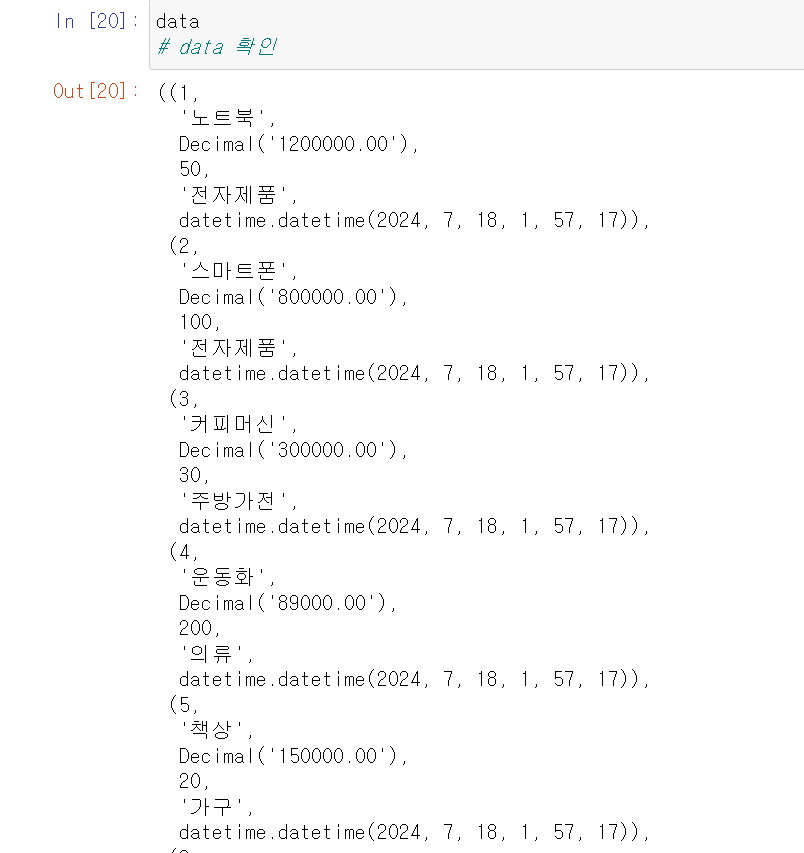 In [20]: data
# data 확인
Out[20]: ((1,
'노트북',
Decimal('1200000.00'),
50,
'전자제품',
datetime.datetime(2024, 7, 18, 1, 57, 17)),
(2,
'스마트폰',
Decimal('800000.00'),
100,
'전자제품',
datetime.datetime(2024, 7, 18, 1, 57, 17)),
(3,
'커피머신',
Decimal('300000.00'),
30,
'주방가전',
datetime.datetime(2024, 7, 18, 1, 57, 17)),
(4,
'운동화',
Decimal('89000.00'),
200,
'의류',
datetime.datetime(2024, 7, 18, 1, 57, 17)),
(5,
'책상',
Decimal('150000.00'),
20,
'가구',
datetime.datetime(2024, 7, 18, 1, 57, 17)),